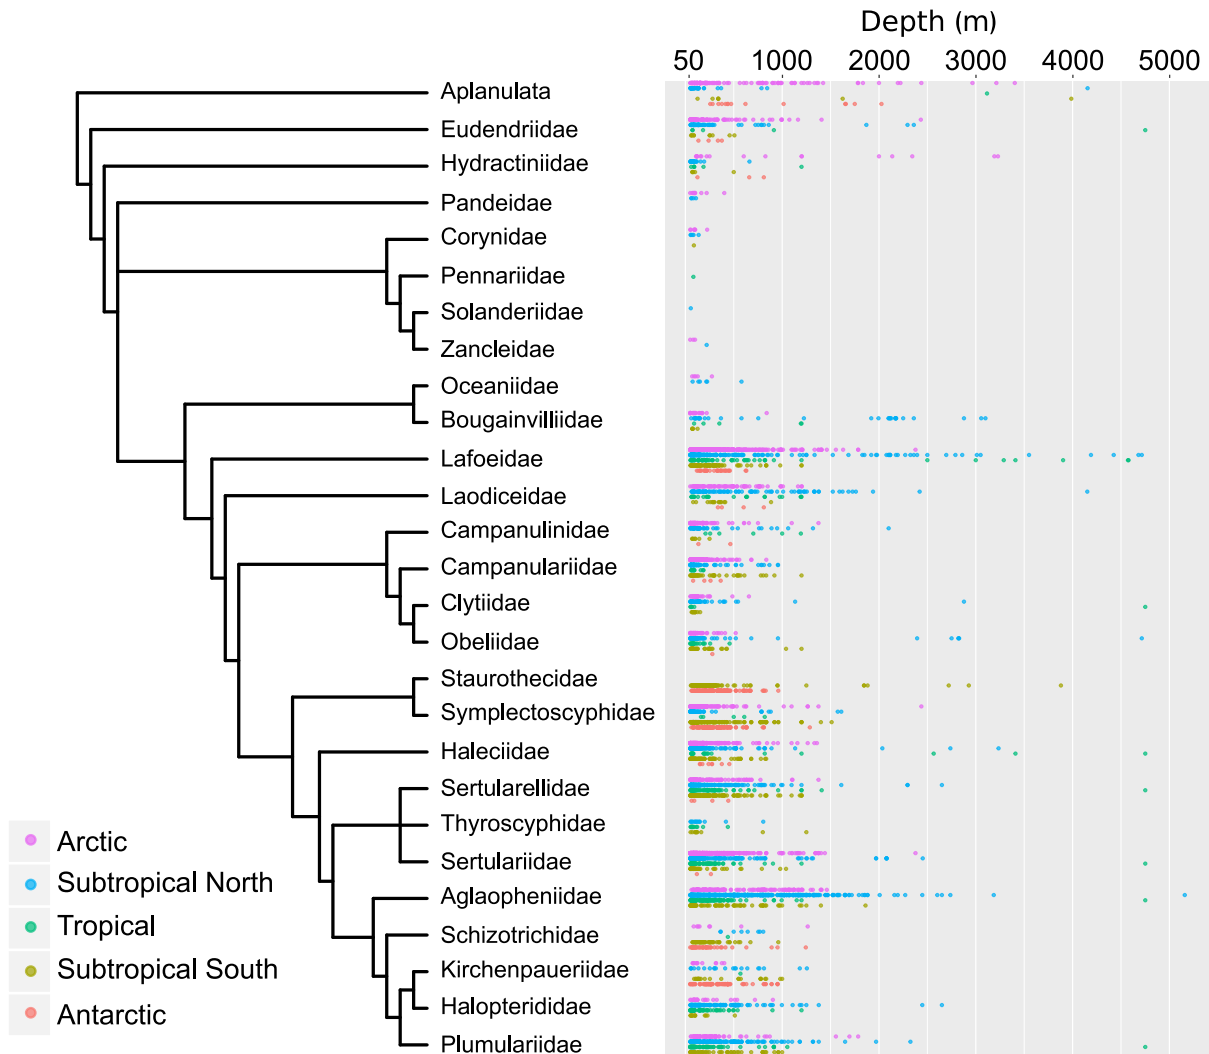 Depth (m)
50 1000 2000 3000 4000 5000
Aplanulata
Eudendriidae
Hydractiniidae
Pandeidae
Corynidae
Pennariidae
Solanderiidae
Zancleidae
Oceaniidae
Bougainvilliidae
Lafoeidae
Laodiceidae
Campanulinidae
Campanulariidae
Clytiidae
Obeliidae
Staurothecidae
Symplectoscyphidae
Haleciidae
Sertularellidae
Thyroscyphidae
Sertulariidae
Aglaopheniidae
Schizotrichidae
Kirchenpaueriidae
Halopterididae
Plumulariidae
Arctic
Subtropical North
Tropical
Subtropical South
Antarctic